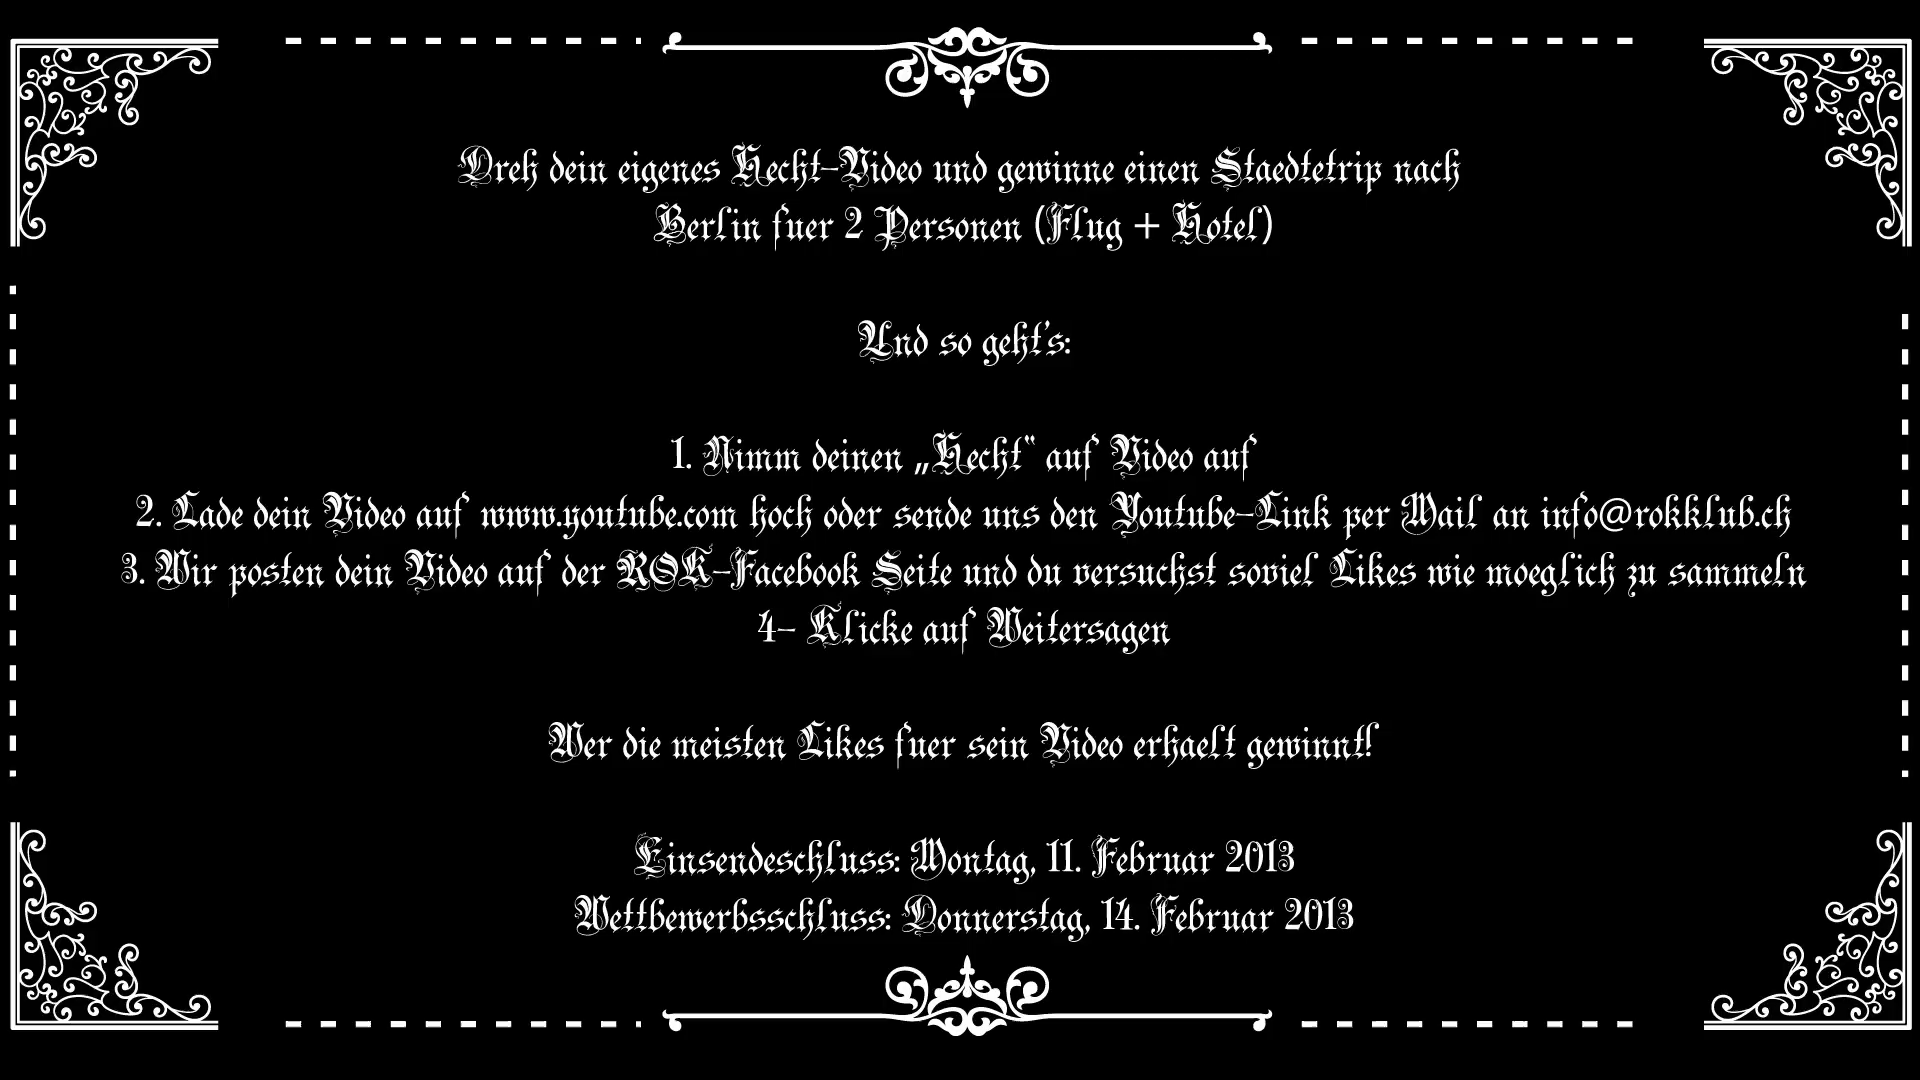 Dreh dein eigenes Hecht-Video und gewinne einen Staedtetrip nach
Berlin fuer 2 Personen (Flug + Hotel)
Und so geht's:
1. Nimm deinen „Hecht“ auf Video auf
2. Lade dein Video auf www.youtube.com hoch oder sende uns den Youtube-Link per Mail an info@rokklub.ch
3. Wir posten dein Video auf der ROK-Facebook Seite und du versuchst soviel Likes wie moeglich zu sammeln
4- Klicke auf Weitersagen
Wer die meisten Likes fuer sein Video erhaelt gewinnt!
Einsendeschluss: Montag, 11. Februar 2013
Wettbewerbsschluss: Donnerstag, 14. Februar 2013